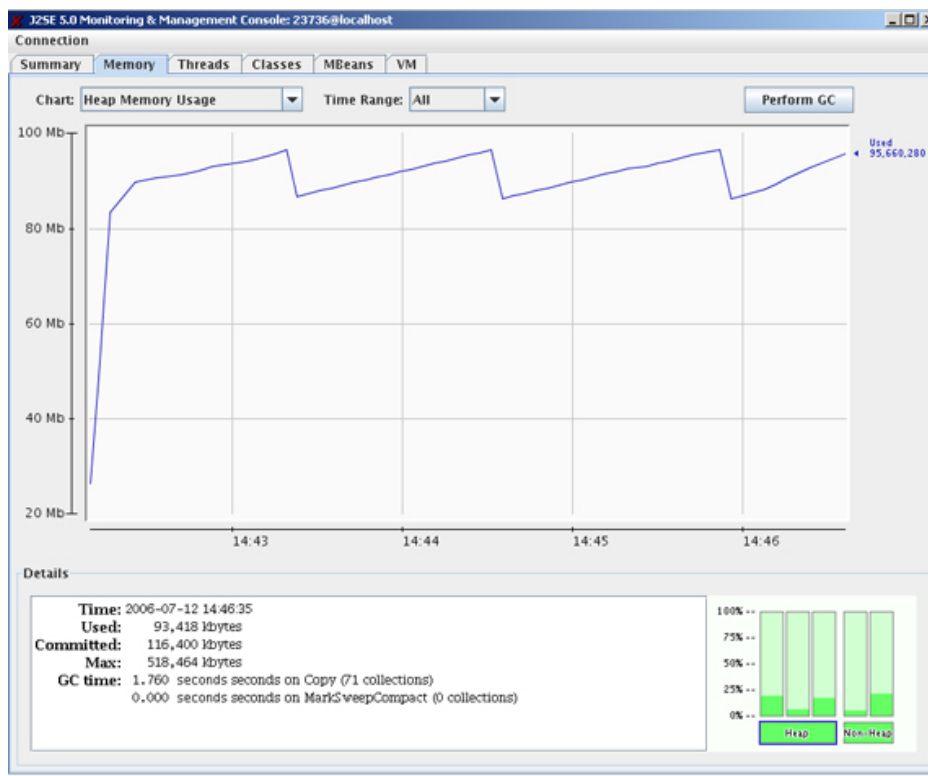 J2SE 5.0 Monitoring & Management Console: 23736@localhost
Connection
Summary Memory Threads Classes MBeans VM
Chart: Heap Memory Usage Time Range: All Perform GC
100 Mb
Used
95,660,280
80 Mb
60 Mb
40 Mb
20 Mb
14:43 14:44 14:45 14:46
Details
Time: 2006-07-12 14:46:35
Used: 93,418 kbytes
Committed: 116,400 kbytes
Max: 518,464 kbytes
GC time: 1.760 seconds seconds on Copy (71 collections)
0.000 seconds seconds on MarkSweepCompact (0 collections)
100% --
75% --
50% --
25% --
0% --
Heap Non-Heap